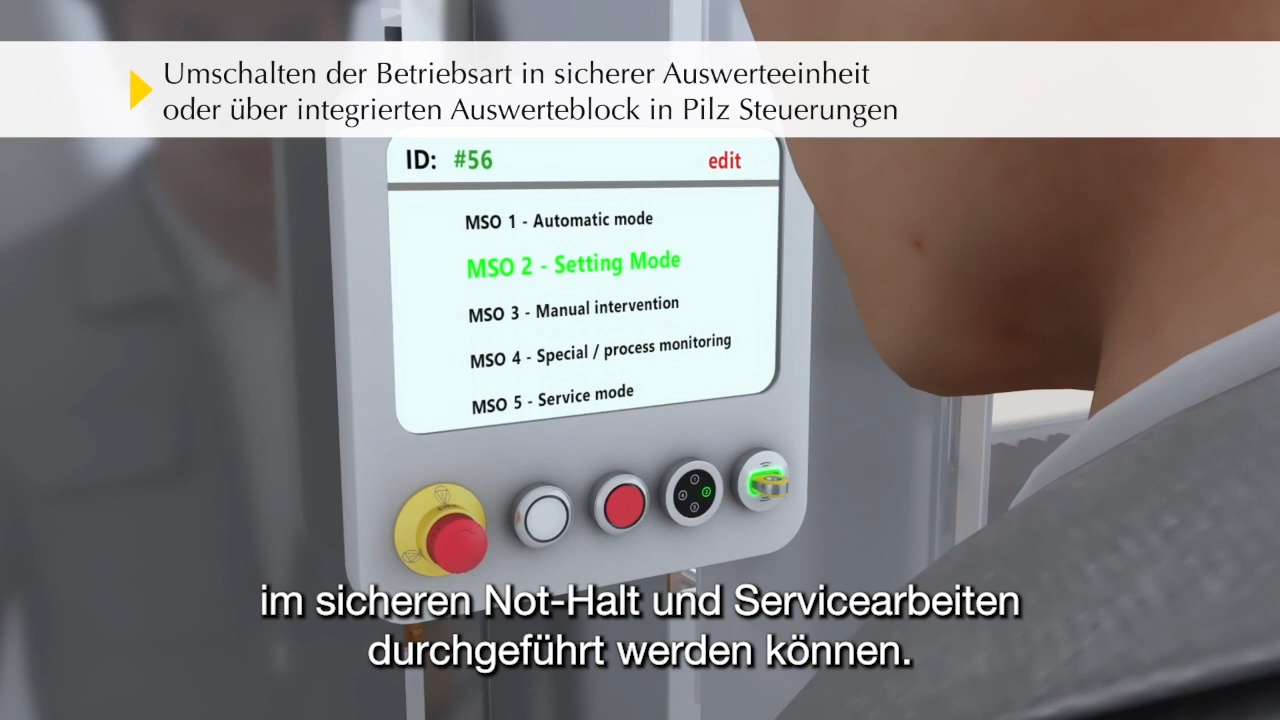 Umschalten der Betriebsart in sicherer Auswerteeinheit
oder über integrierten Auswerteblock in Pilz Steuerungen
ID: #56 edit
MSO 1 - Automatic mode
MSO 2 - Setting Mode
MSO 3 - Manual intervention
MSO 4 - Special / process monitoring
MSO 5 - Service mode
im sicheren Not-Halt und Servicearbeiten
durchgeführt werden können.